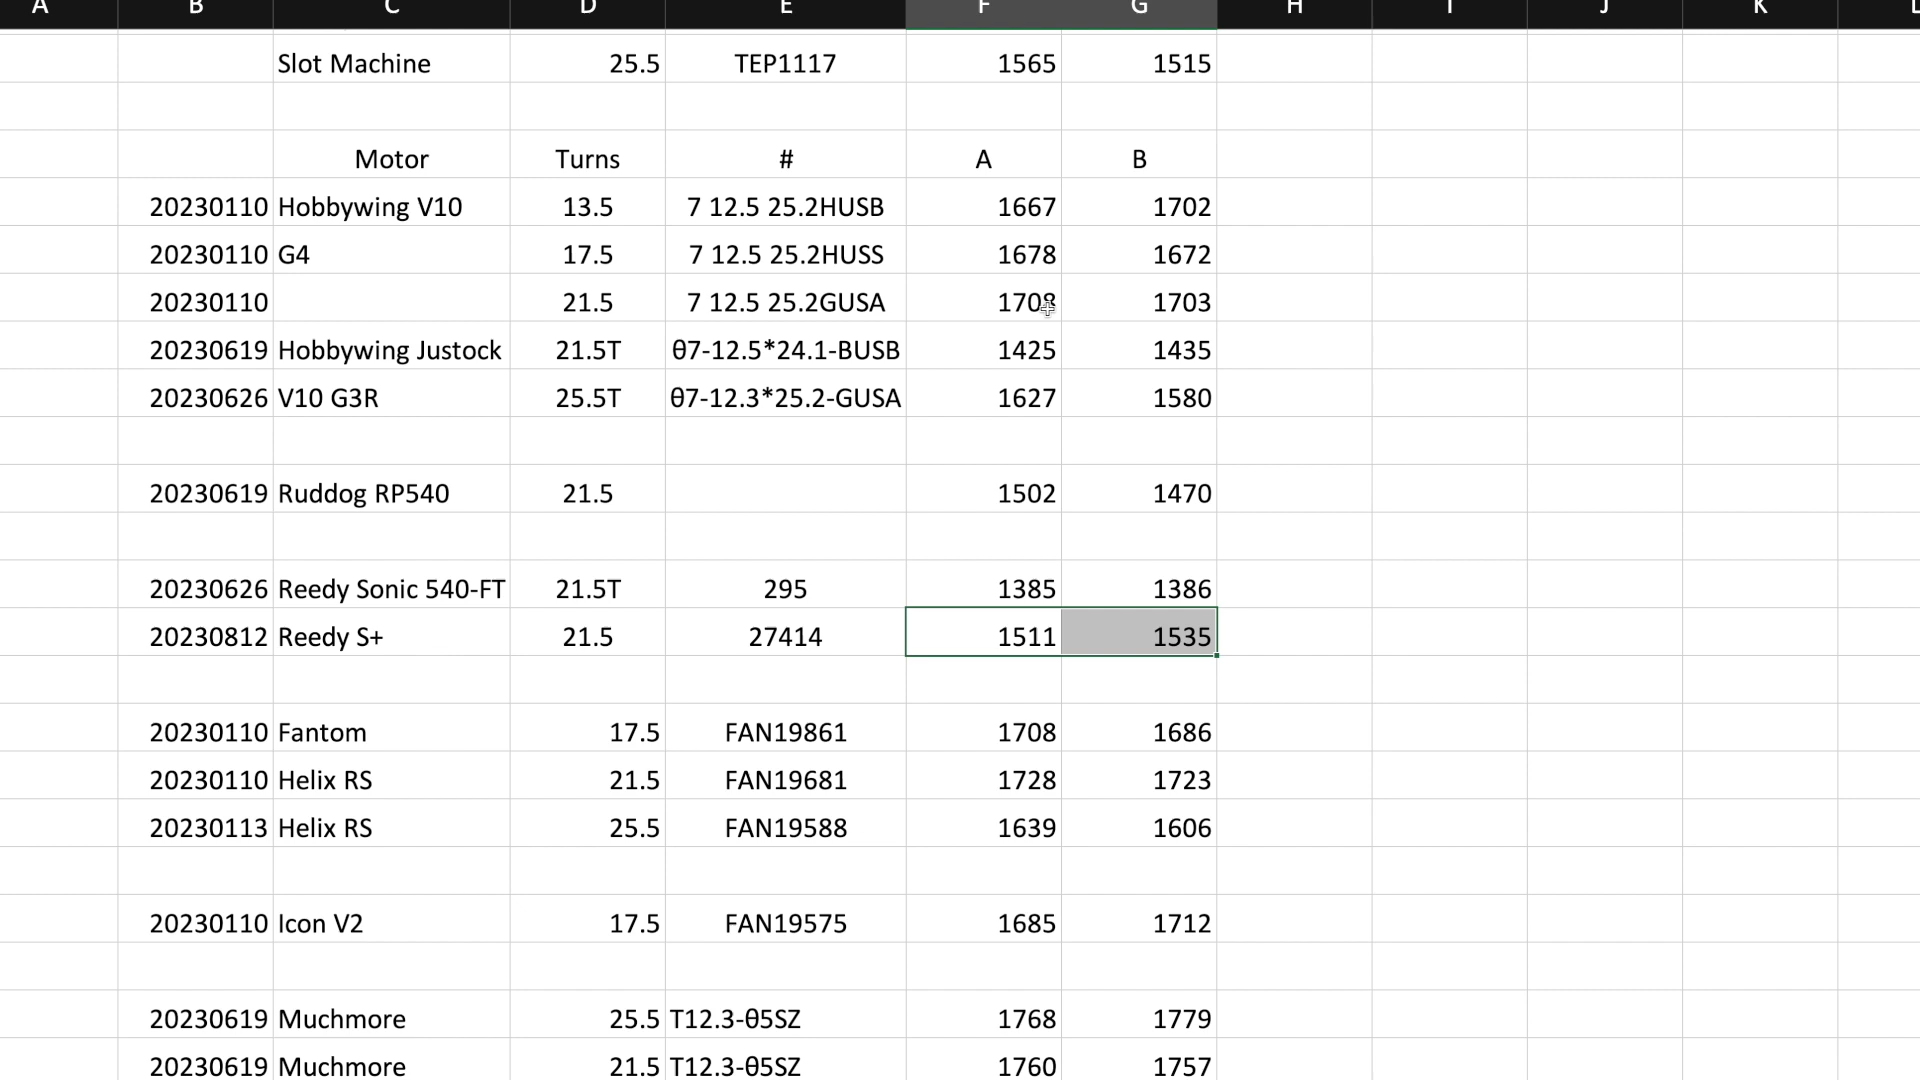 A B C D E F G H I J K L
Slot Machine 25.5 TEP1117 1565 1515
Motor Turns # A B
20230110 Hobbywing V10 13.5 7 12.5 25.2HUSB 1667 1702
20230110 G4 17.5 7 12.5 25.2HUSS 1678 1672
20230110 21.5 7 12.5 25.2GUSA 1708 1703
20230619 Hobbywing Justock 21.5T θ7-12.5*24.1-BUSB 1425 1435
20230626 V10 G3R 25.5T θ7-12.3*25.2-GUSA 1627 1580
20230619 Ruddog RP540 21.5 1502 1470
20230626 Reedy Sonic 540-FT 21.5T 295 1385 1386
20230812 Reedy S+ 21.5 27414 1511 1535
20230110 Fantom 17.5 FAN19861 1708 1686
20230110 Helix RS 21.5 FAN19681 1728 1723
20230113 Helix RS 25.5 FAN19588 1639 1606
20230110 Icon V2 17.5 FAN19575 1685 1712
20230619 Muchmore 25.5 T12.3-θ5SZ 1768 1779
20230619 Muchmore 21.5 T12.3-θ5SZ 1760 1757